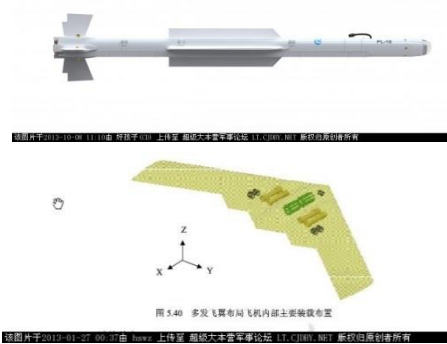 该图片于2013-10-08 11:10由 好孩子011 上传至 超级大本营军事论坛 LT.CJDBY.NET 版权归原创者所有
Z
X
Y
图 5.40 多发飞翼布局飞机内部主要装载布置
该图片于2013-01-27 00:37由 hswz 上传至 超级大本营军事论坛 LT.CJDBY.NET 版权归原创者所有